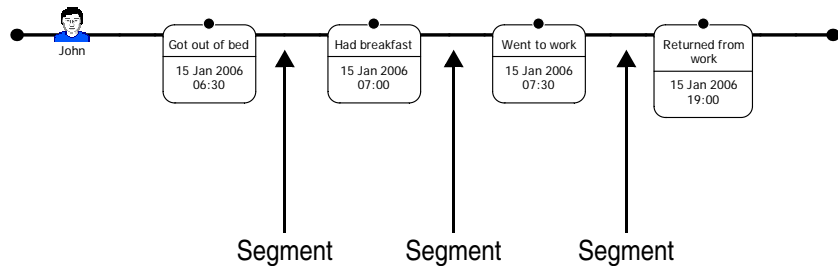 John
Got out of bed
15 Jan 2006
06:30
Had breakfast
15 Jan 2006
07:00
Went to work
15 Jan 2006
07:30
Returned from
work
15 Jan 2006
19:00
Segment
Segment
Segment